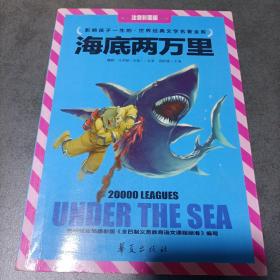 注音彩图版
影响孩子一生的·世界经典文学名著金库
海底两万里
20000 LEAGUES
UNDER THE SEA
华夏出版社